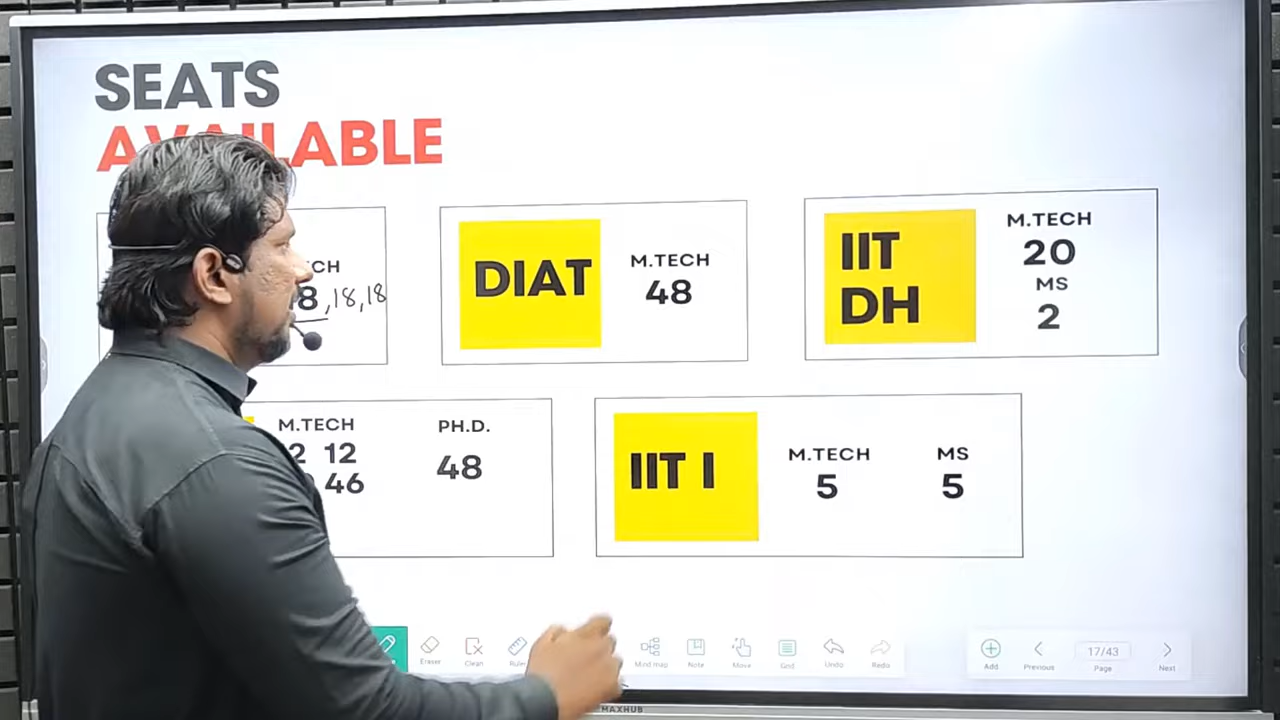 SEATS
AVAILABLE
8,18,18
DIAT
M.TECH
48
IIT
DH
M.TECH
20
MS
2
M.TECH
2 12
46
PH.D.
48
IIT I
M.TECH
5
MS
5
Eraser
Clean
Ruler
Mind map
Note
Move
Grid
Undo
Redo
Add
Previous
17/43
Page
Next
MAXHUB